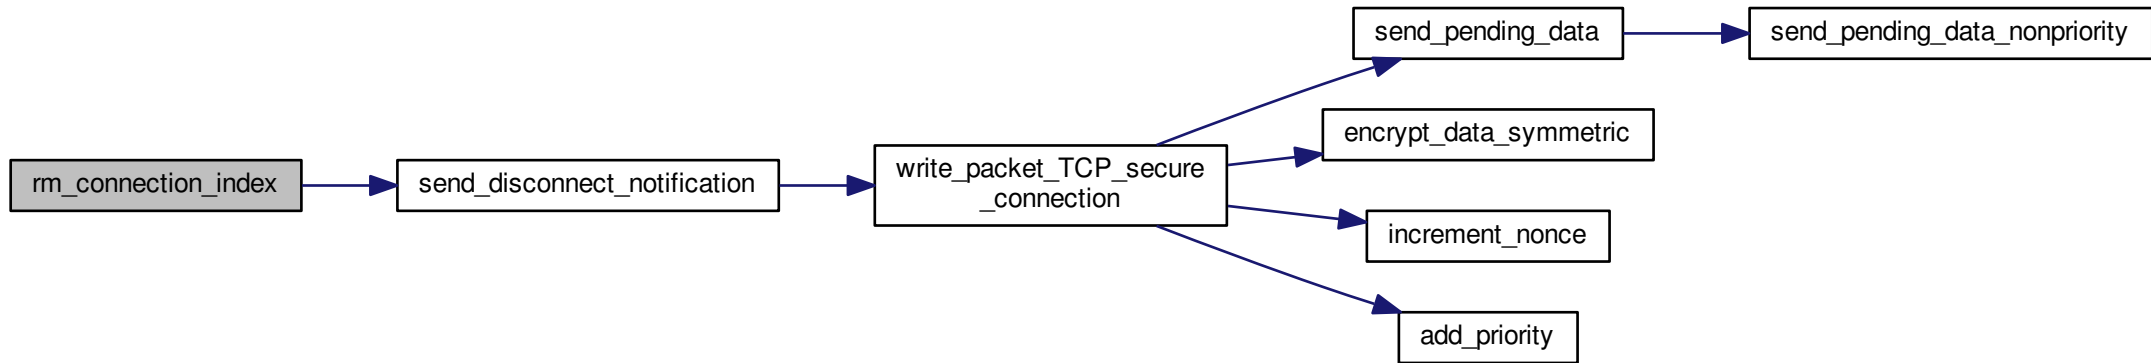 rm_connection_index
send_disconnect_notification
write_packet_TCP_secure
_connection
send_pending_data
send_pending_data_nonpriority
encrypt_data_symmetric
increment_nonce
add_priority